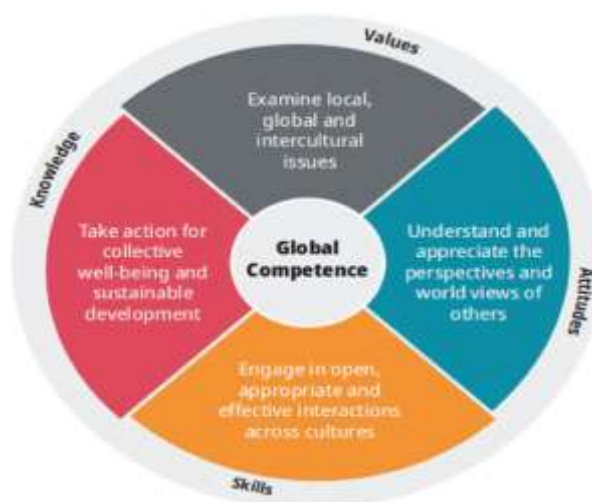 Values
Examine local,
global and
intercultural
issues
Knowledge
Take action for
collective
well-being and
sustainable
development
Global
Competence
Understand and
appreciate the
perspectives and
world views of
others
Attitudes
Engage in open,
appropriate and
effective interactions
across cultures
Skills